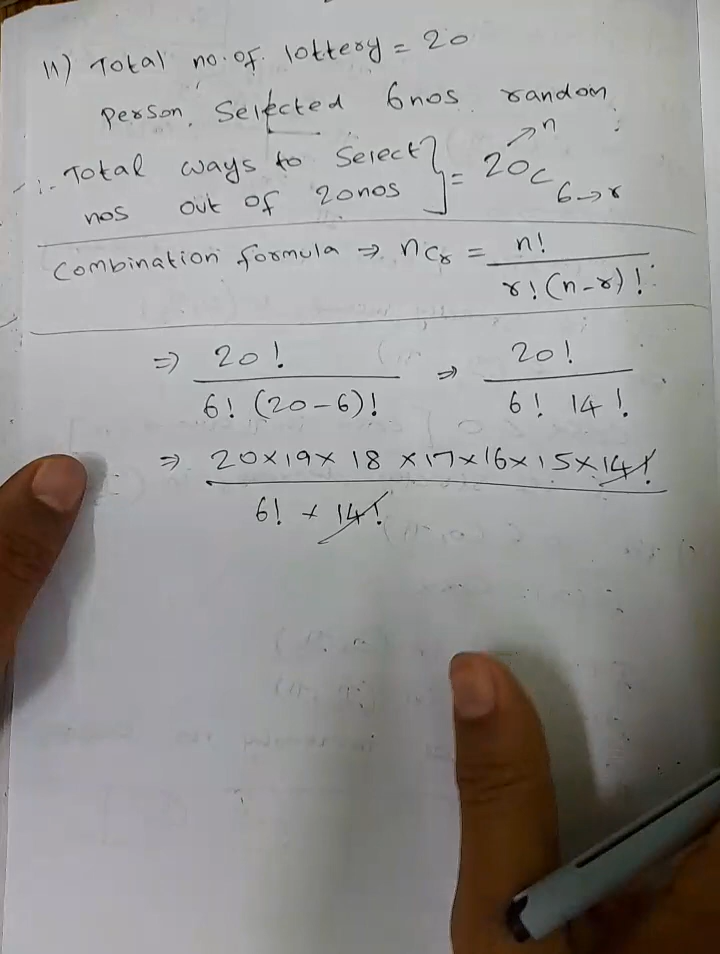 11) Total no. of. lottery = 20
person. Selected 6nos random
∴ Total ways to Select nos out of 20nos } = 20C6
→ n
→ r
Combination formula ⇒ nCr = n! / r! (n-r)!
⇒ 20! / 6! (20-6)! ⇒ 20! / 6! 14!
⇒ 20×19×18×17×16×15×14! / 6! × 14!